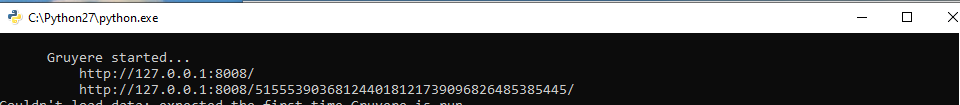 C:\Python27\python.exe
Gruyere started...
http://127.0.0.1:8008/
http://127.0.0.1:8008/515553903681244018121739096826485385445/
Couldn't load data; expected the first time Gruyere is run